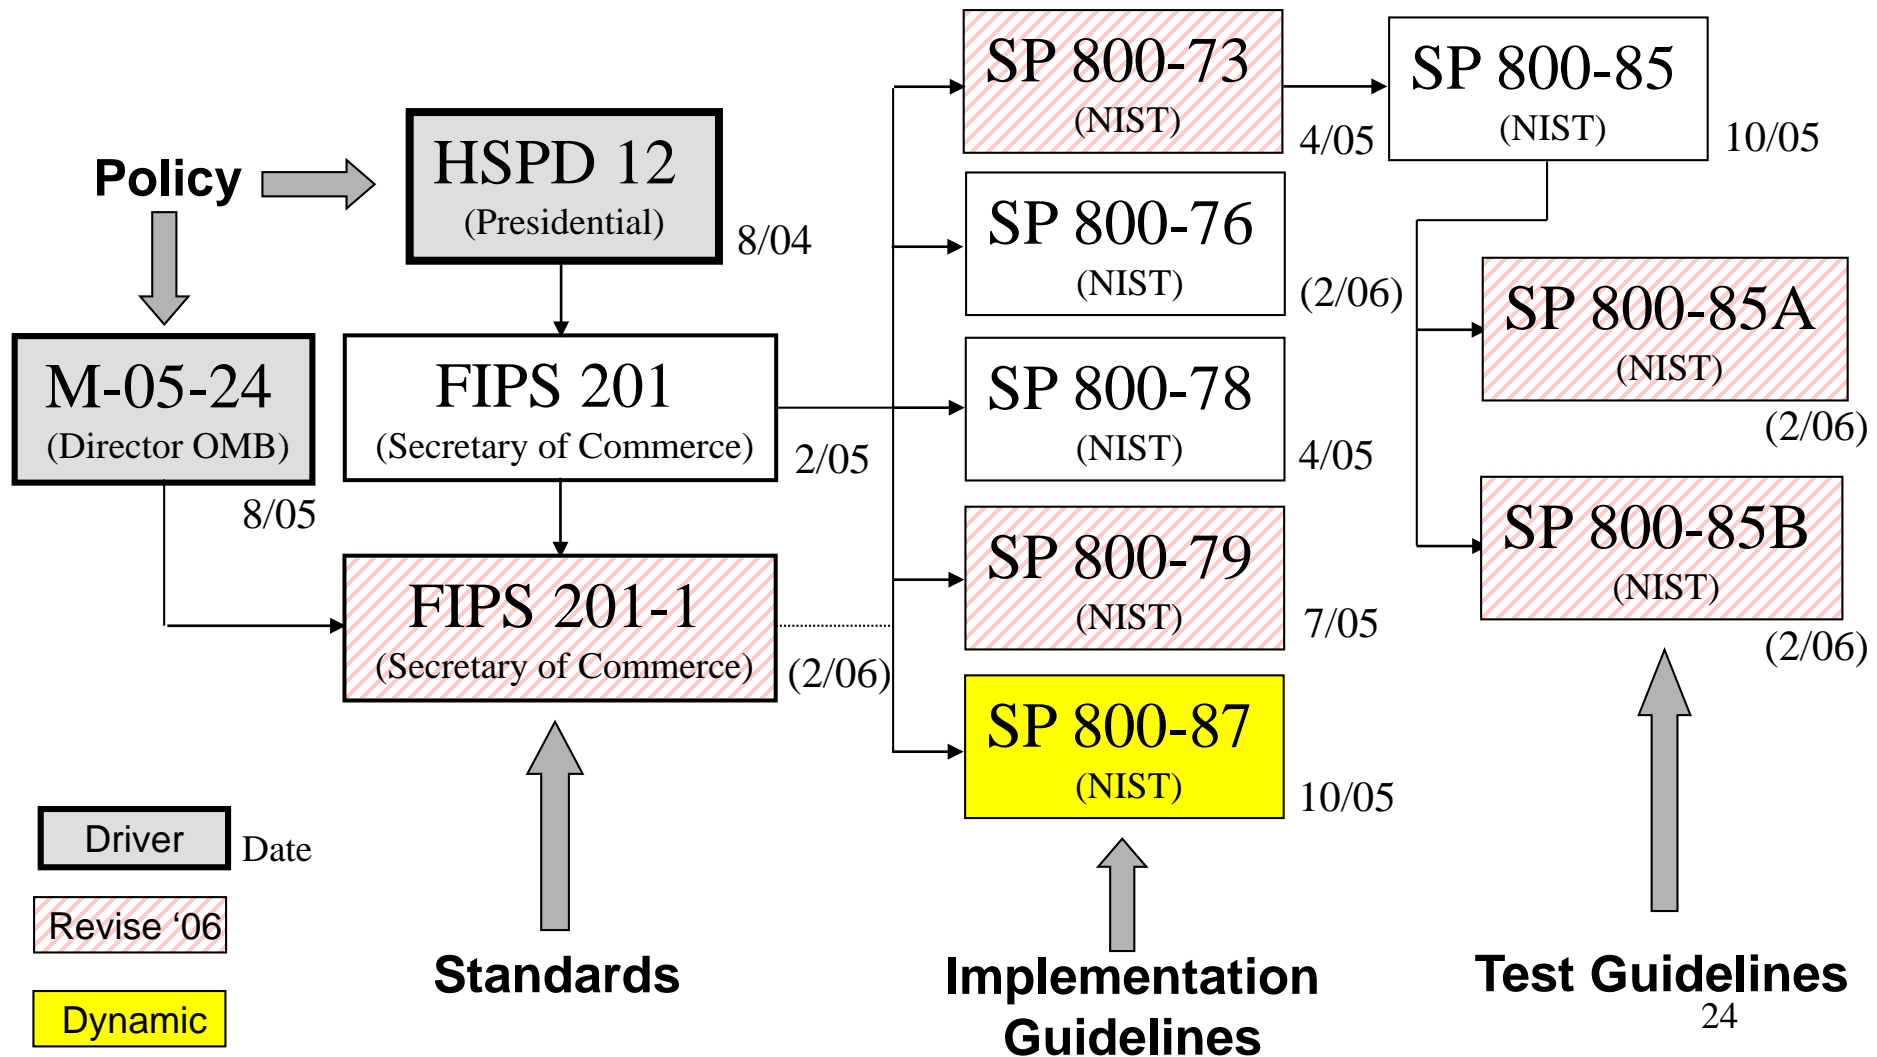 Policy
HSPD 12
(Presidential)
8/04
M-05-24
(Director OMB)
8/05
FIPS 201
(Secretary of Commerce)
2/05
FIPS 201-1
(Secretary of Commerce)
(2/06)
SP 800-73
(NIST)
4/05
SP 800-76
(NIST)
(2/06)
SP 800-78
(NIST)
4/05
SP 800-79
(NIST)
7/05
SP 800-87
(NIST)
10/05
SP 800-85
(NIST)
10/05
SP 800-85A
(NIST)
(2/06)
SP 800-85B
(NIST)
(2/06)
Driver
Date
Revise ‘06
Dynamic
Standards
Implementation
Guidelines
Test Guidelines
24